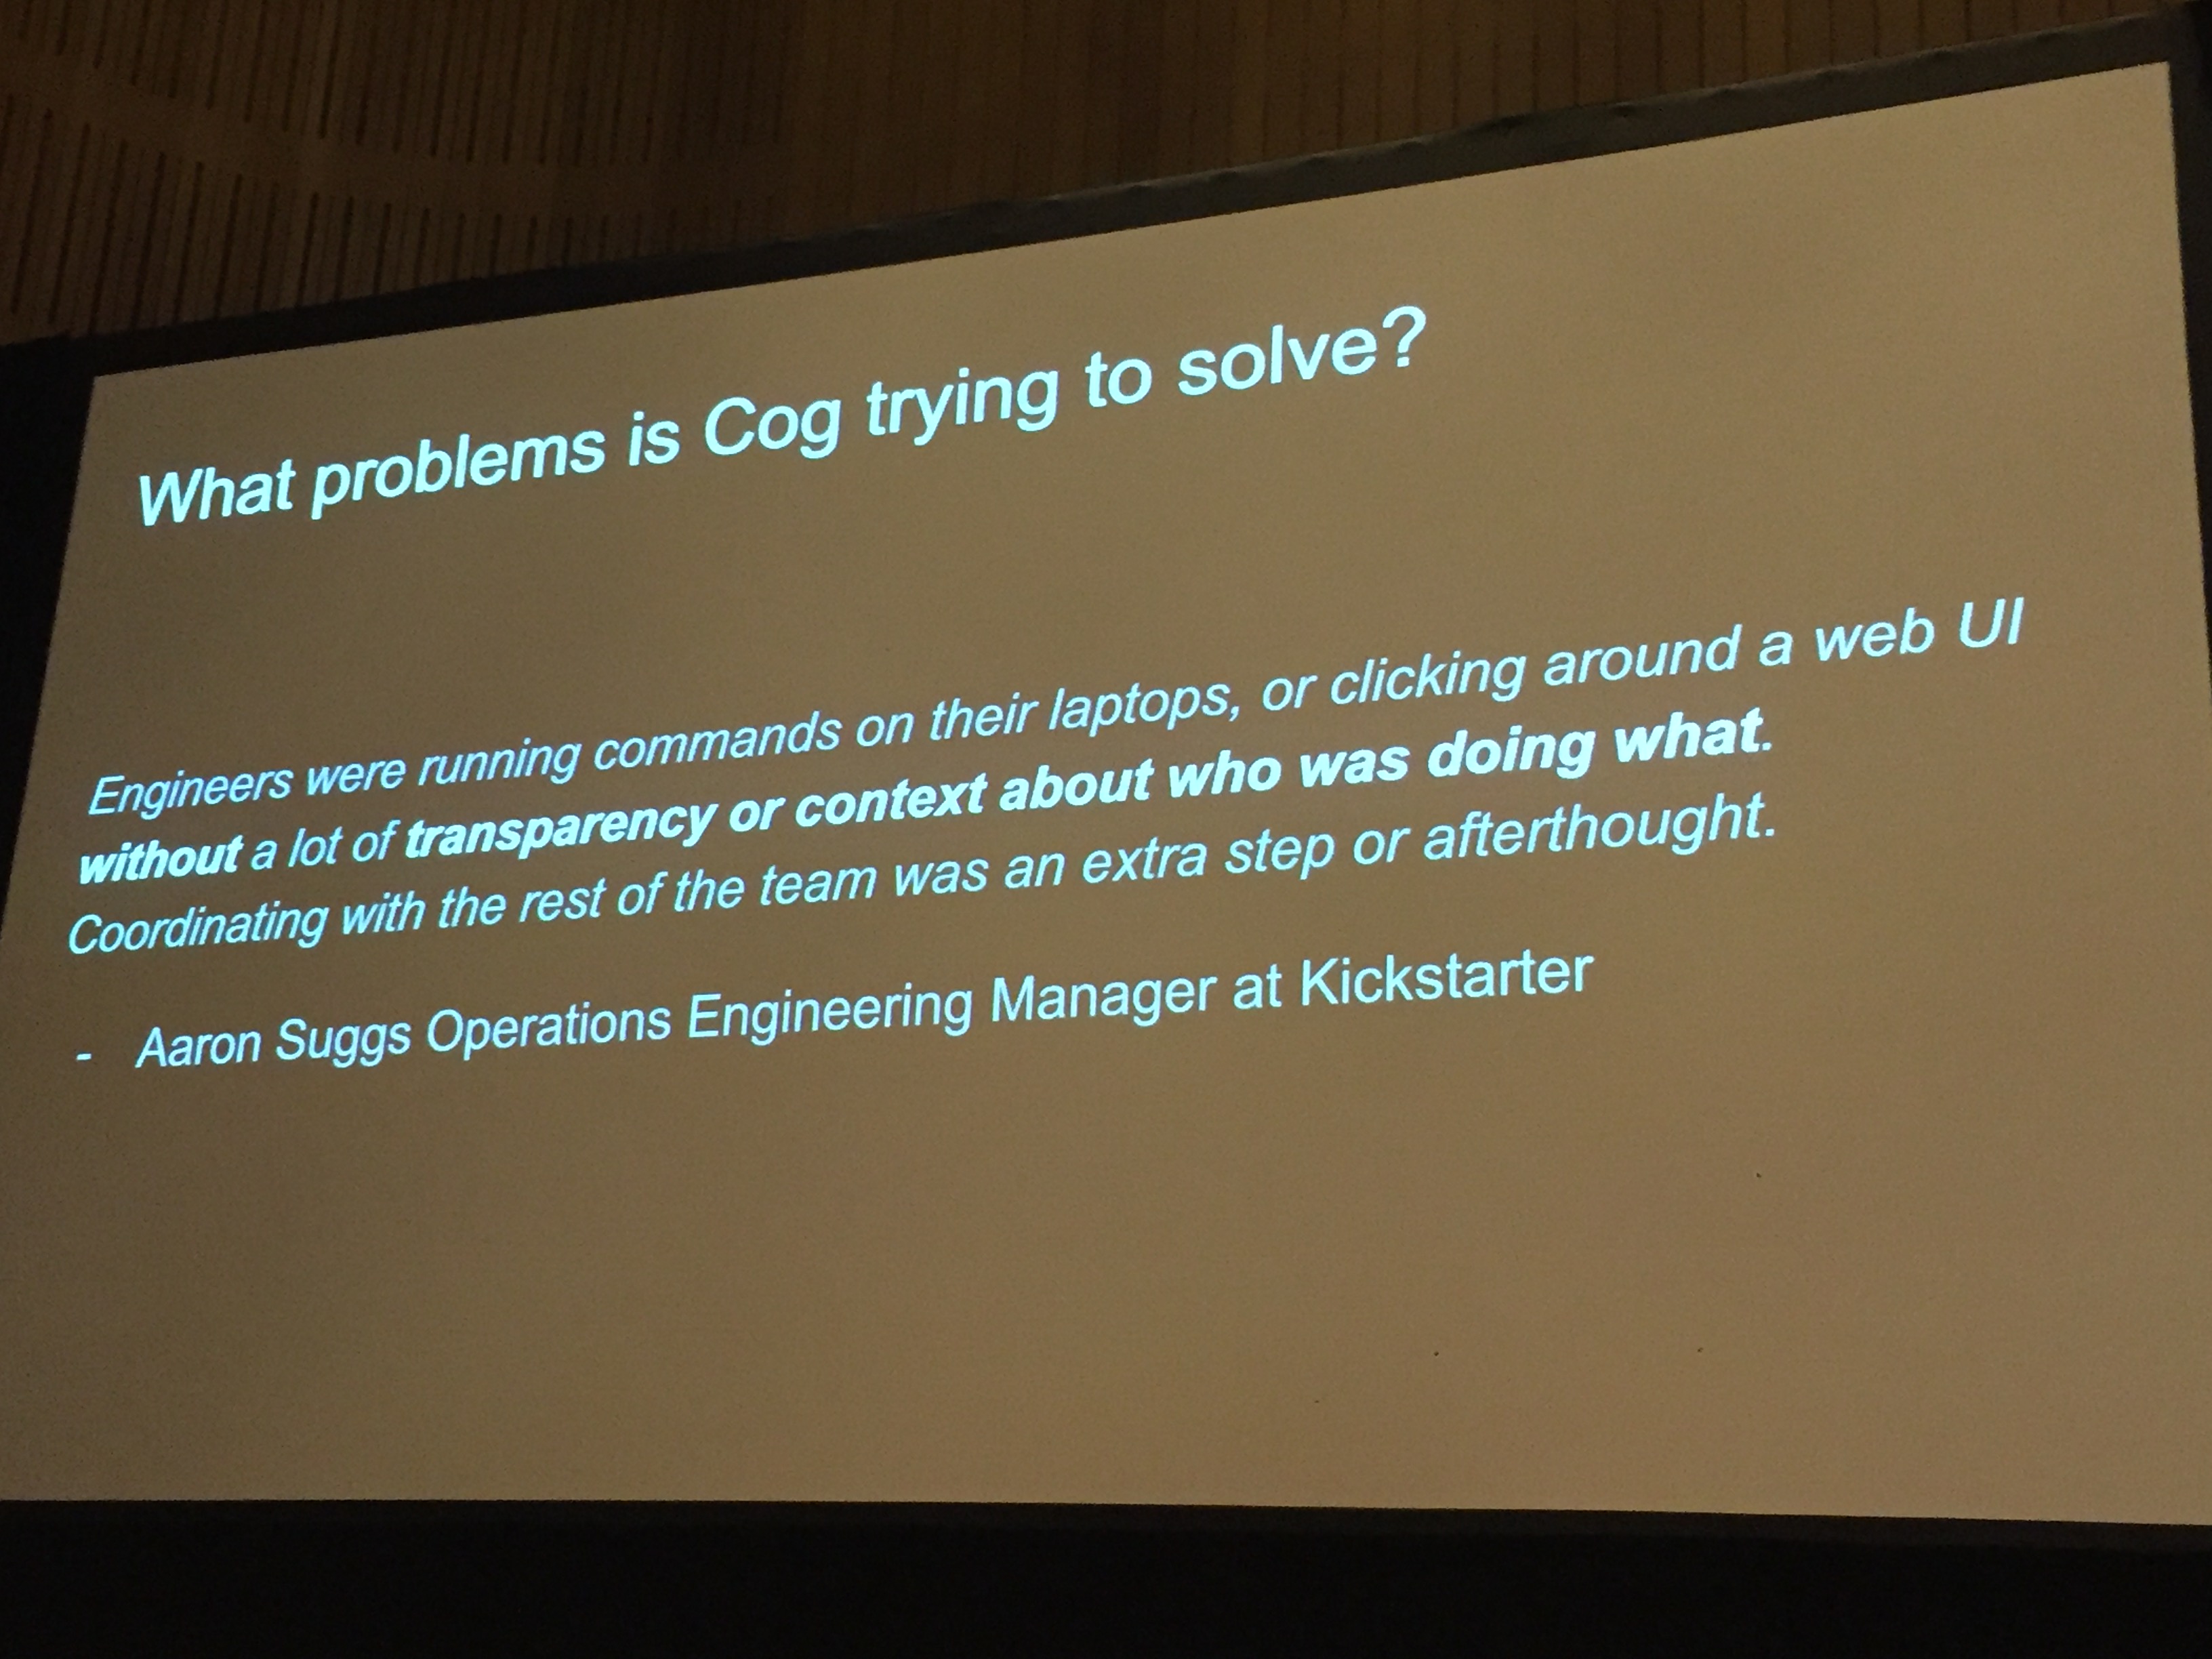 What problems is Cog trying to solve?
Engineers were running commands on their laptops, or clicking around a web UI
without a lot of transparency or context about who was doing what.
Coordinating with the rest of the team was an extra step or afterthought.
- Aaron Suggs Operations Engineering Manager at Kickstarter